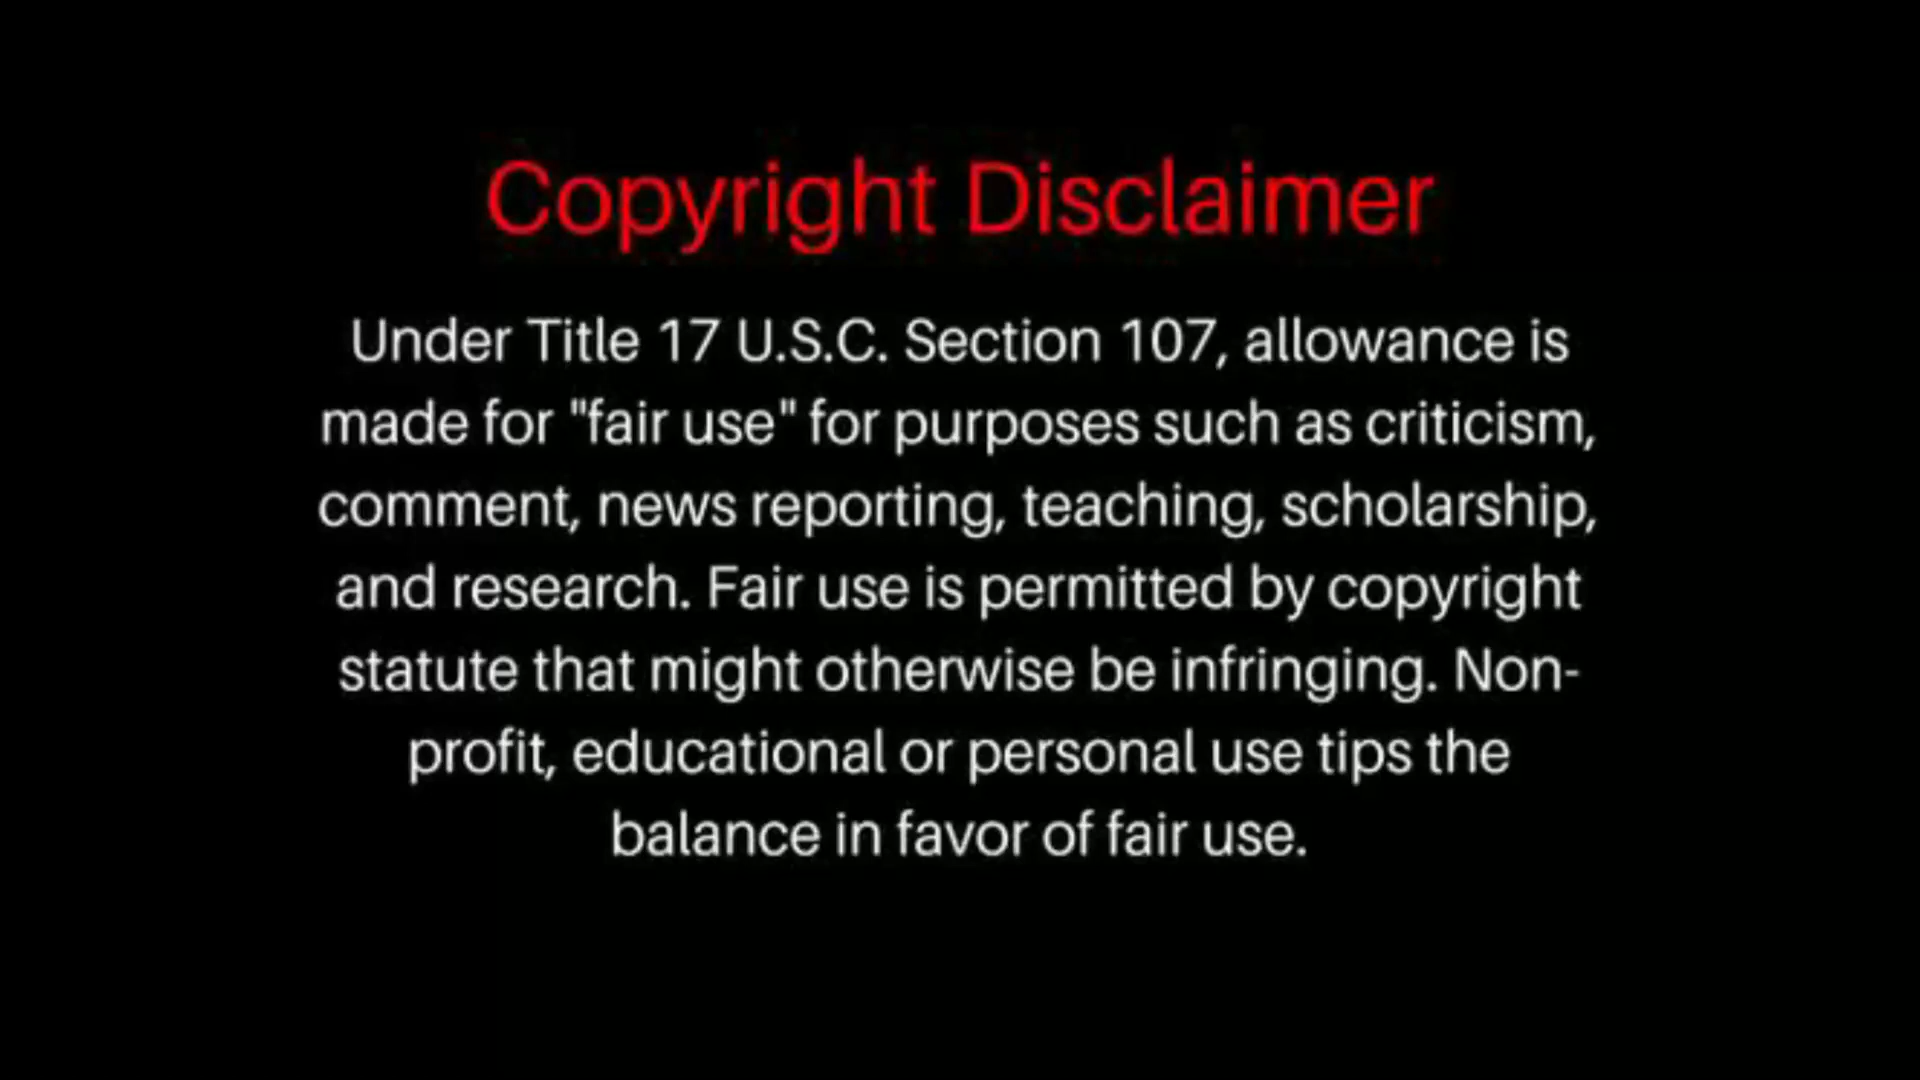 Copyright Disclaimer
Under Title 17 U.S.C. Section 107, allowance is
made for "fair use" for purposes such as criticism,
comment, news reporting, teaching, scholarship,
and research. Fair use is permitted by copyright
statute that might otherwise be infringing. Non-
profit, educational or personal use tips the
balance in favor of fair use.